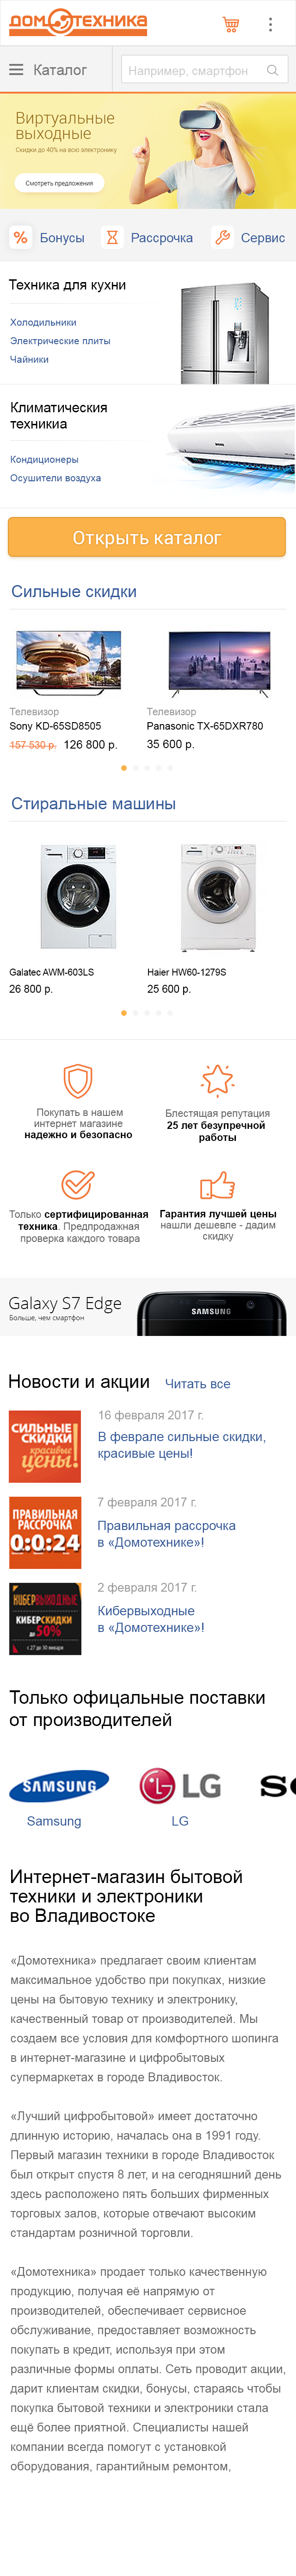 ДОМОТЕХНИКА
Каталог
Например, смартфон
Виртуальные
выходные
Скидки до 40% на всю электронику
Смотреть предложения
Бонусы
Рассрочка
Сервис
Техника для кухни
Холодильники
Электрические плиты
Чайники
Климатическия
техникиа
Кондиционеры
Осушители воздуха
Открыть каталог
Сильные скидки
Телевизор
Sony KD-65SD8505
157 530 р. 126 800 р.
Телевизор
Panasonic TX-65DXR780
35 600 р.
Стиральные машины
Galatec AWM-603LS
26 800 р.
Haier HW60-1279S
25 600 р.
Покупать в нашем
интернет магазине
надежно и безопасно
Блестящая репутация
25 лет безупречной
работы
Только сертифицированная
техника. Предпродажная
проверка каждого товара
Гарантия лучшей цены
нашли дешевле - дадим
скидку
Galaxy S7 Edge
Больше, чем смартфон
SAMSUNG
Новости и акции
Читать все
СИЛЬНЫЕ
СКИДКИ
красивые
цены!
16 февраля 2017 г.
В феврале сильные скидки,
красивые цены!
ПРАВИЛЬНАЯ
РАССРОЧКА
0:0:24
7 февраля 2017 г.
Правильная рассрочка
в «Домотехнике»!
КИБЕРВЫХОДНЫЕ
КИБЕРСКИДКИ
до 50%
с 27 до 30 января
2 февраля 2017 г.
Кибервыходные
в «Домотехнике»!
Только офицальные поставки
от производителей
SAMSUNG
LG
SO
Samsung
LG
Интернет-магазин бытовой
техники и электроники
во Владивостоке
«Домотехника» предлагает своим клиентам
максимальное удобство при покупках, низкие
цены на бытовую технику и электронику,
качественный товар от производителей. Мы
создаем все условия для комфортного шопинга
в интернет-магазине и цифробытовых
супермаркетах в городе Владивосток.
«Лучший цифробытовой» имеет достаточно
длинную историю, началась она в 1991 году.
Первый магазин техники в городе Владивосток
был открыт спустя 8 лет, и на сегодняшний день
здесь расположено пять больших фирменных
торговых залов, которые отвечают высоким
стандартам розничной торговли.
«Домотехника» продает только качественную
продукцию, получая её напрямую от
производителей, обеспечивает сервисное
обслуживание, предоставляет возможность
покупать в кредит, используя при этом
различные формы оплаты. Сеть проводит акции,
дарит клиентам скидки, бонусы, стараясь чтобы
покупка бытовой техники и электроники стала
ещё более приятной. Специалисты нашей
компании всегда помогут с установкой
оборудования, гарантийным ремонтом,